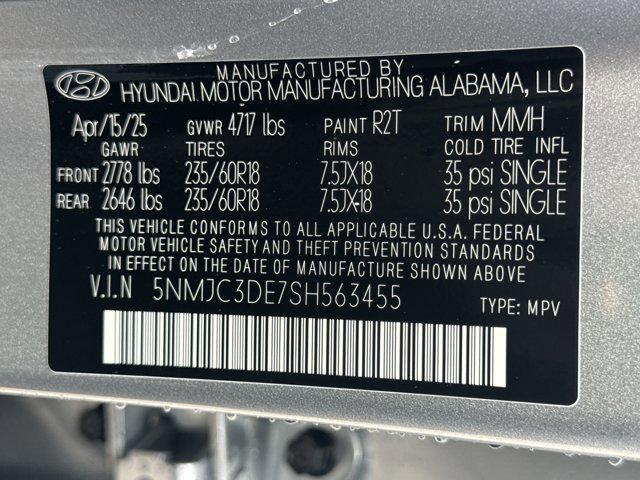 MANUFACTURED BY
HYUNDAI MOTOR MANUFACTURING ALABAMA, LLC
Apr/15/25 GVWR 4717 lbs PAINT R2T TRIM MMH
GAWR TIRES RIMS COLD TIRE INFL
FRONT 2778 lbs 235/60R18 7.5JX18 35 psi SINGLE
REAR 2646 lbs 235/60R18 7.5JX18 35 psi SINGLE
THIS VEHICLE CONFORMS TO ALL APPLICABLE U.S.A. FEDERAL
MOTOR VEHICLE SAFETY AND THEFT PREVENTION STANDARDS
IN EFFECT ON THE DATE OF MANUFACTURE SHOWN ABOVE
V.I.N 5NMJC3DE7SH563455 TYPE: MPV